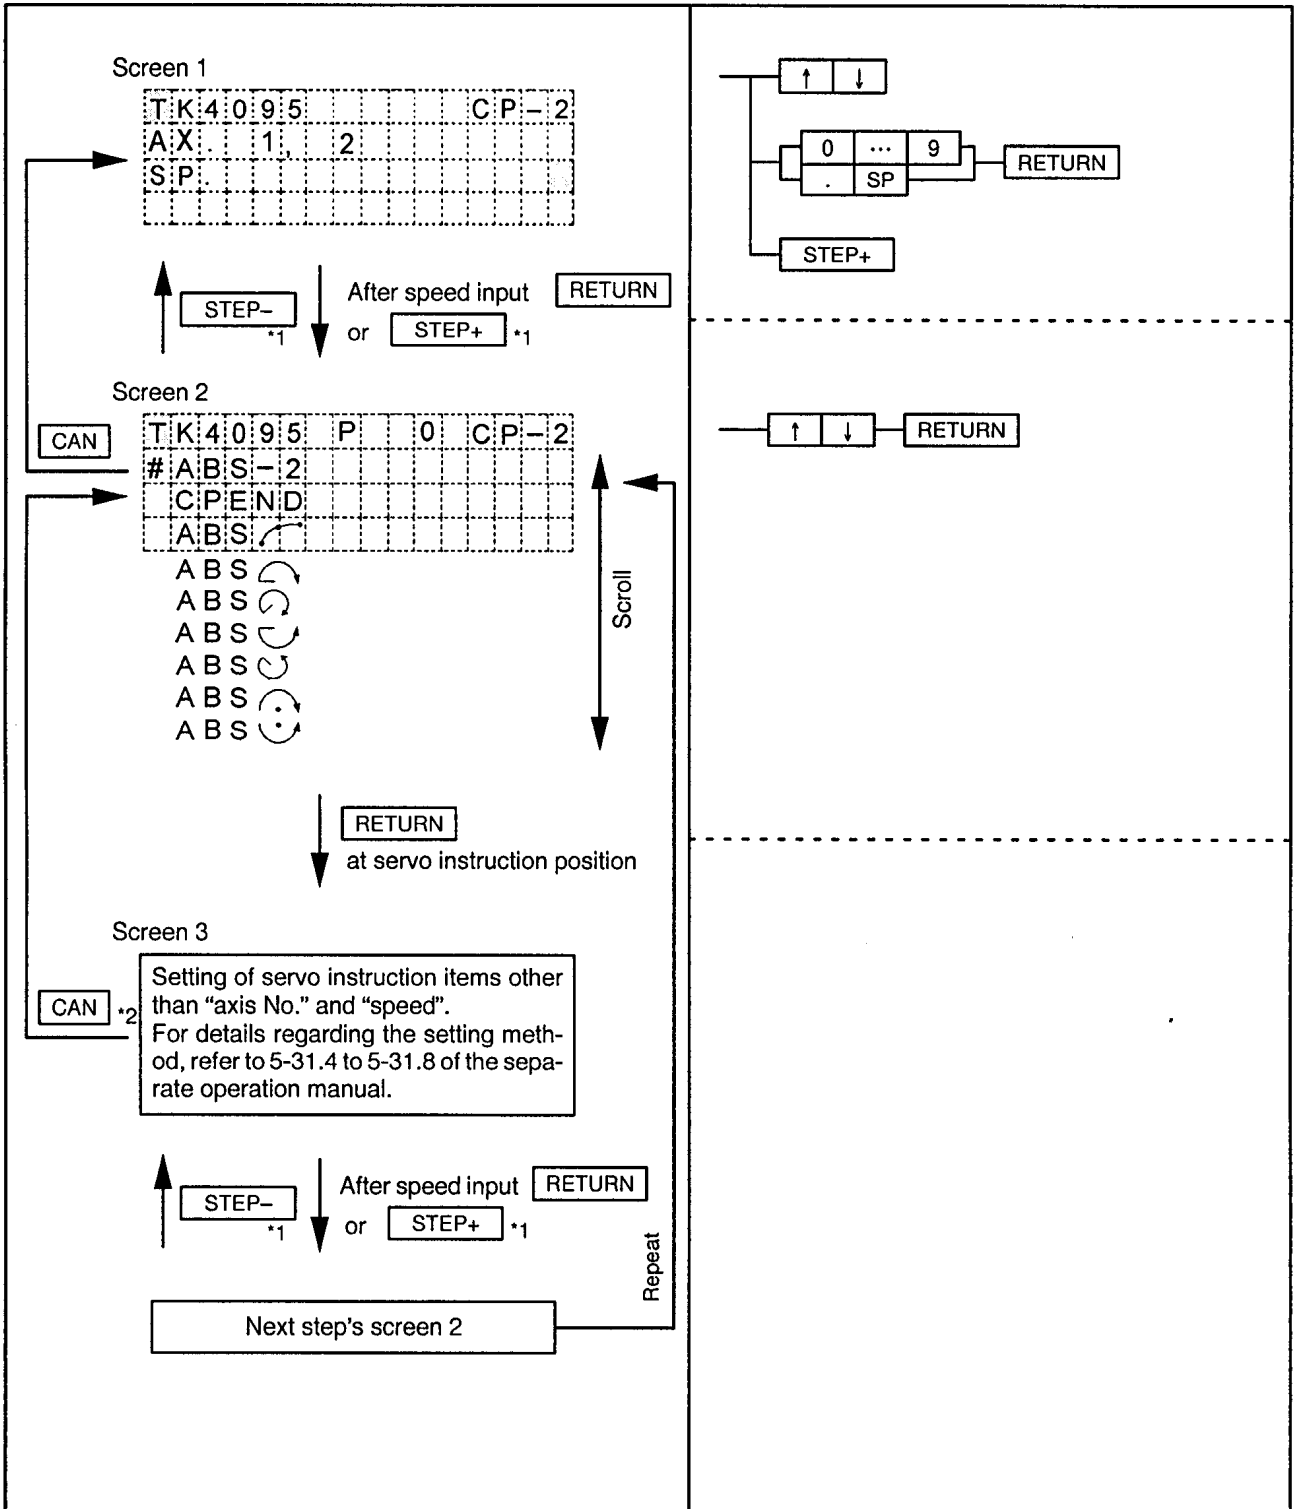 Screen 1
TK4095 CP-2
AX. 1, 2
SP.
STEP–
*1
After speed input RETURN
or STEP+ *1
Screen 2
CAN
TK4095 P 0 CP-2
#ABS-2
CPEND
ABS
ABS
ABS
ABS
ABS
ABS
ABS
Scroll
RETURN
at servo instruction position
Screen 3
CAN *2
Setting of servo instruction items other
than “axis No.” and “speed”.
For details regarding the setting meth-
od, refer to 5-31.4 to 5-31.8 of the sepa-
rate operation manual.
STEP–
*1
After speed input RETURN
or STEP+ *1
Repeat
Next step's screen 2
↑ ↓
0 ... 9
. SP
RETURN
STEP+
↑ ↓ RETURN